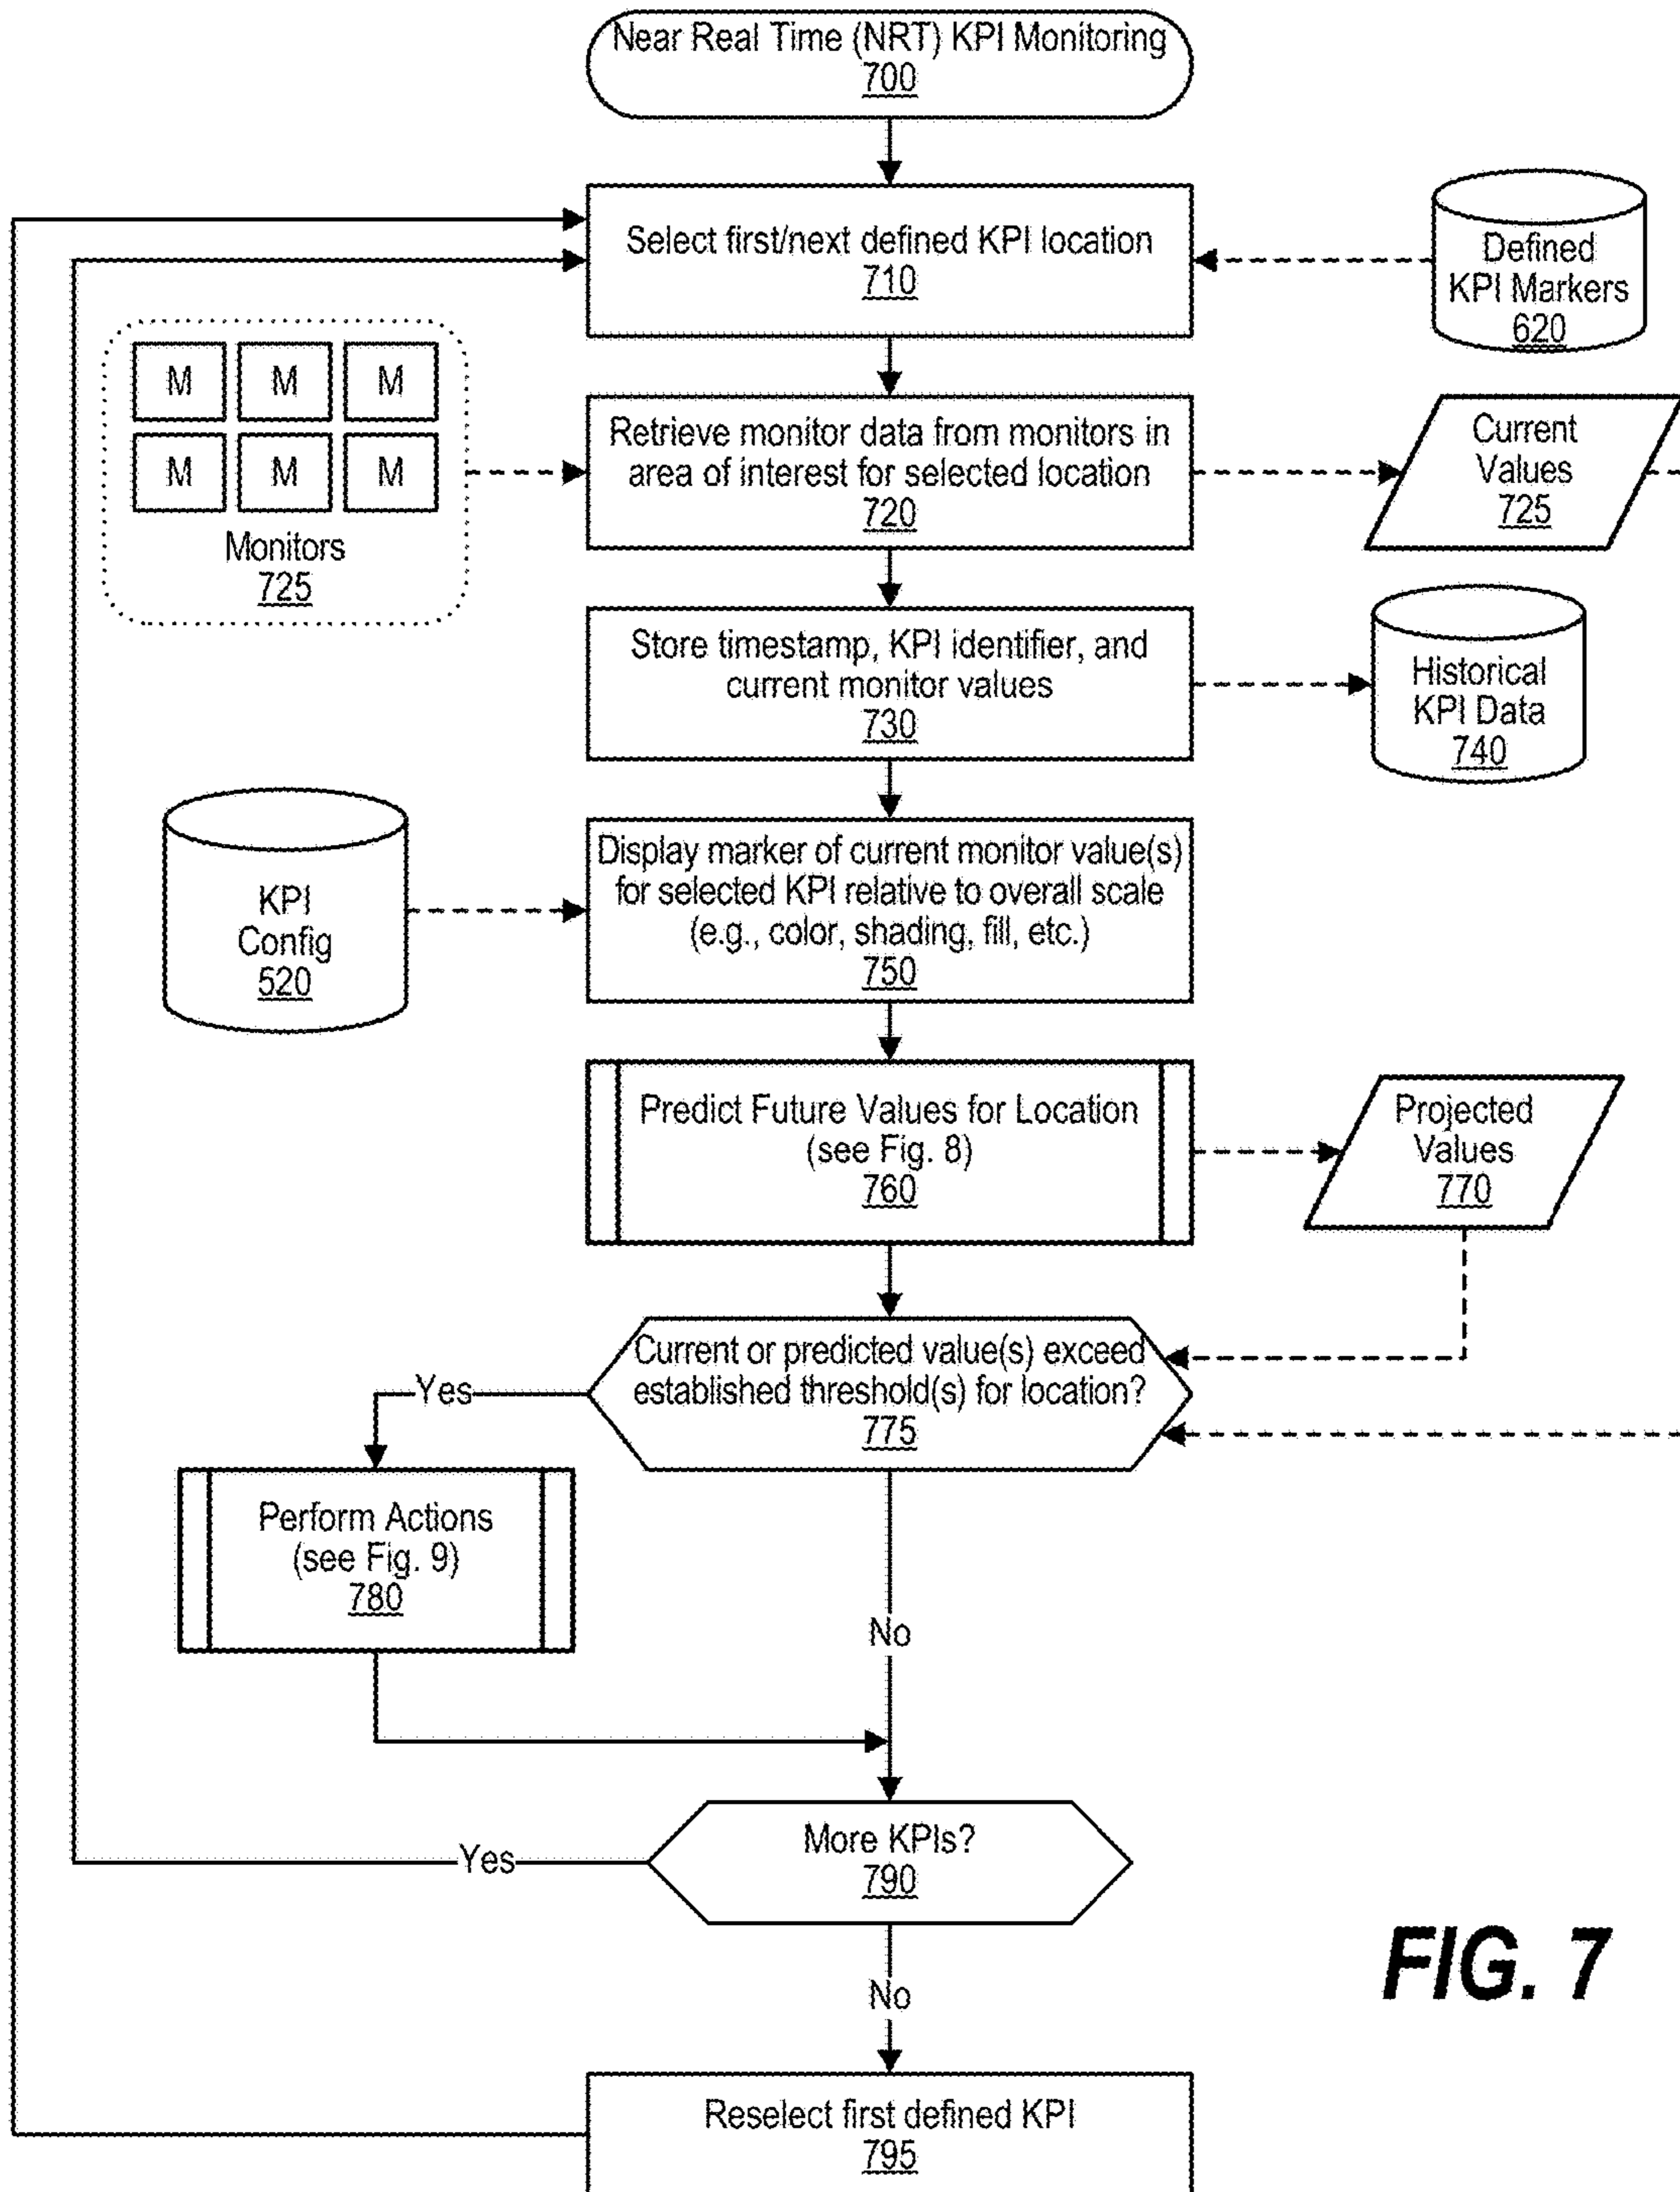 Near Real Time (NRT) KPI Monitoring
700
Select first/next defined KPI location
710
Defined
KPI Markers
620
M M M
M M M
Monitors
725
Retrieve monitor data from monitors in
area of interest for selected location
720
Current
Values
725
Store timestamp, KPI identifier, and
current monitor values
730
Historical
KPI Data
740
KPI
Config
520
Display marker of current monitor value(s)
for selected KPI relative to overall scale
(e.g., color, shading, fill, etc.)
750
Predict Future Values for Location
(see Fig. 8)
760
Projected
Values
770
Current or predicted value(s) exceed
established threshold(s) for location?
775
Yes
Perform Actions
(see Fig. 9)
780
No
More KPIs?
790
Yes
No
Reselect first defined KPI
795
FIG. 7